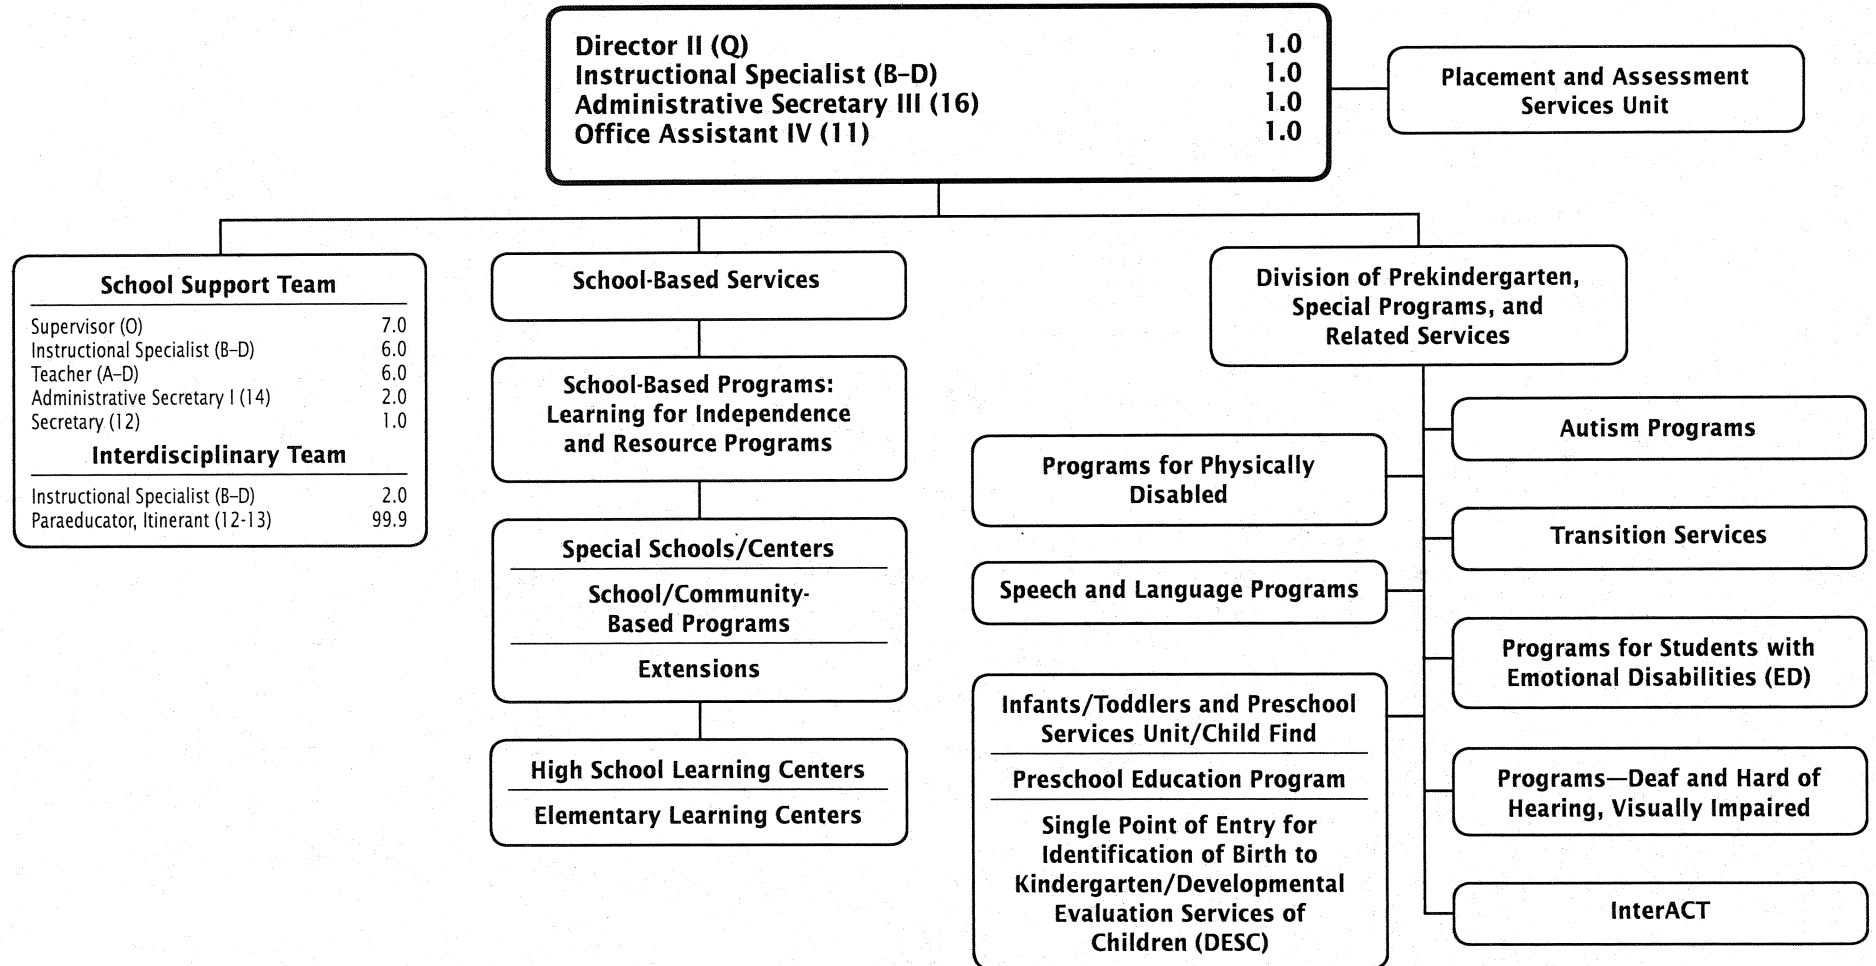 Director II (Q) 1.0
Instructional Specialist (B–D) 1.0
Administrative Secretary III (16) 1.0
Office Assistant IV (11) 1.0
Placement and Assessment
Services Unit
School Support Team
Supervisor (O) 7.0
Instructional Specialist (B–D) 6.0
Teacher (A–D) 6.0
Administrative Secretary I (14) 2.0
Secretary (12) 1.0
Interdisciplinary Team
Instructional Specialist (B–D) 2.0
Paraeducator, Itinerant (12-13) 99.9
School-Based Services
School-Based Programs:
Learning for Independence
and Resource Programs
Special Schools/Centers
School/Community-
Based Programs
Extensions
High School Learning Centers
Elementary Learning Centers
Division of Prekindergarten,
Special Programs, and
Related Services
Programs for Physically
Disabled
Speech and Language Programs
Infants/Toddlers and Preschool
Services Unit/Child Find
Preschool Education Program
Single Point of Entry for
Identification of Birth to
Kindergarten/Developmental
Evaluation Services of
Children (DESC)
Autism Programs
Transition Services
Programs for Students with
Emotional Disabilities (ED)
Programs—Deaf and Hard of
Hearing, Visually Impaired
InterACT